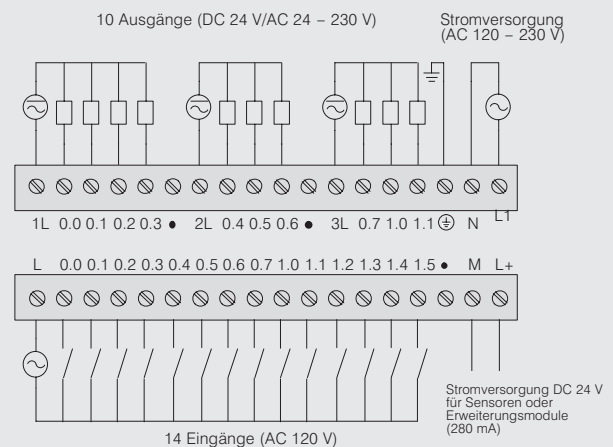 10 Ausgänge (DC 24 V/AC 24 – 230 V)
Stromversorgung
(AC 120 – 230 V)
1L 0.0 0.1 0.2 0.3 • 2L 0.4 0.5 0.6 • 3L 0.7 1.0 1.1 N L1
L 0.0 0.1 0.2 0.3 0.4 0.5 0.6 0.7 1.0 1.1 1.2 1.3 1.4 1.5 • M L+
Stromversorgung DC 24 V
für Sensoren oder
Erweiterungsmodule
(280 mA)
14 Eingänge (AC 120 V)